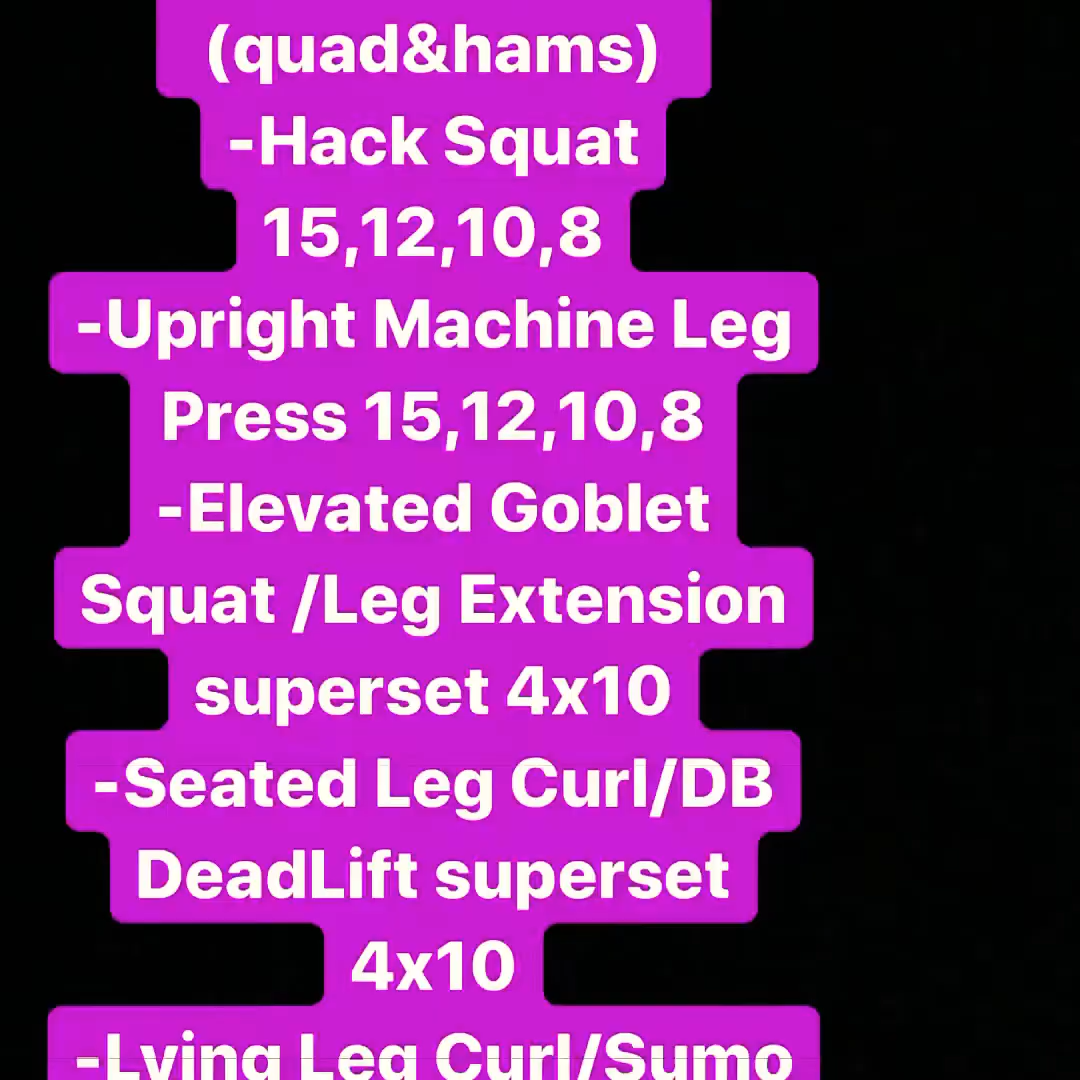 (quad&hams)
-Hack Squat
15,12,10,8
-Upright Machine Leg
Press 15,12,10,8
-Elevated Goblet
Squat /Leg Extension
superset 4x10
-Seated Leg Curl/DB
DeadLift superset
4x10
-Lying Leg Curl/Sumo